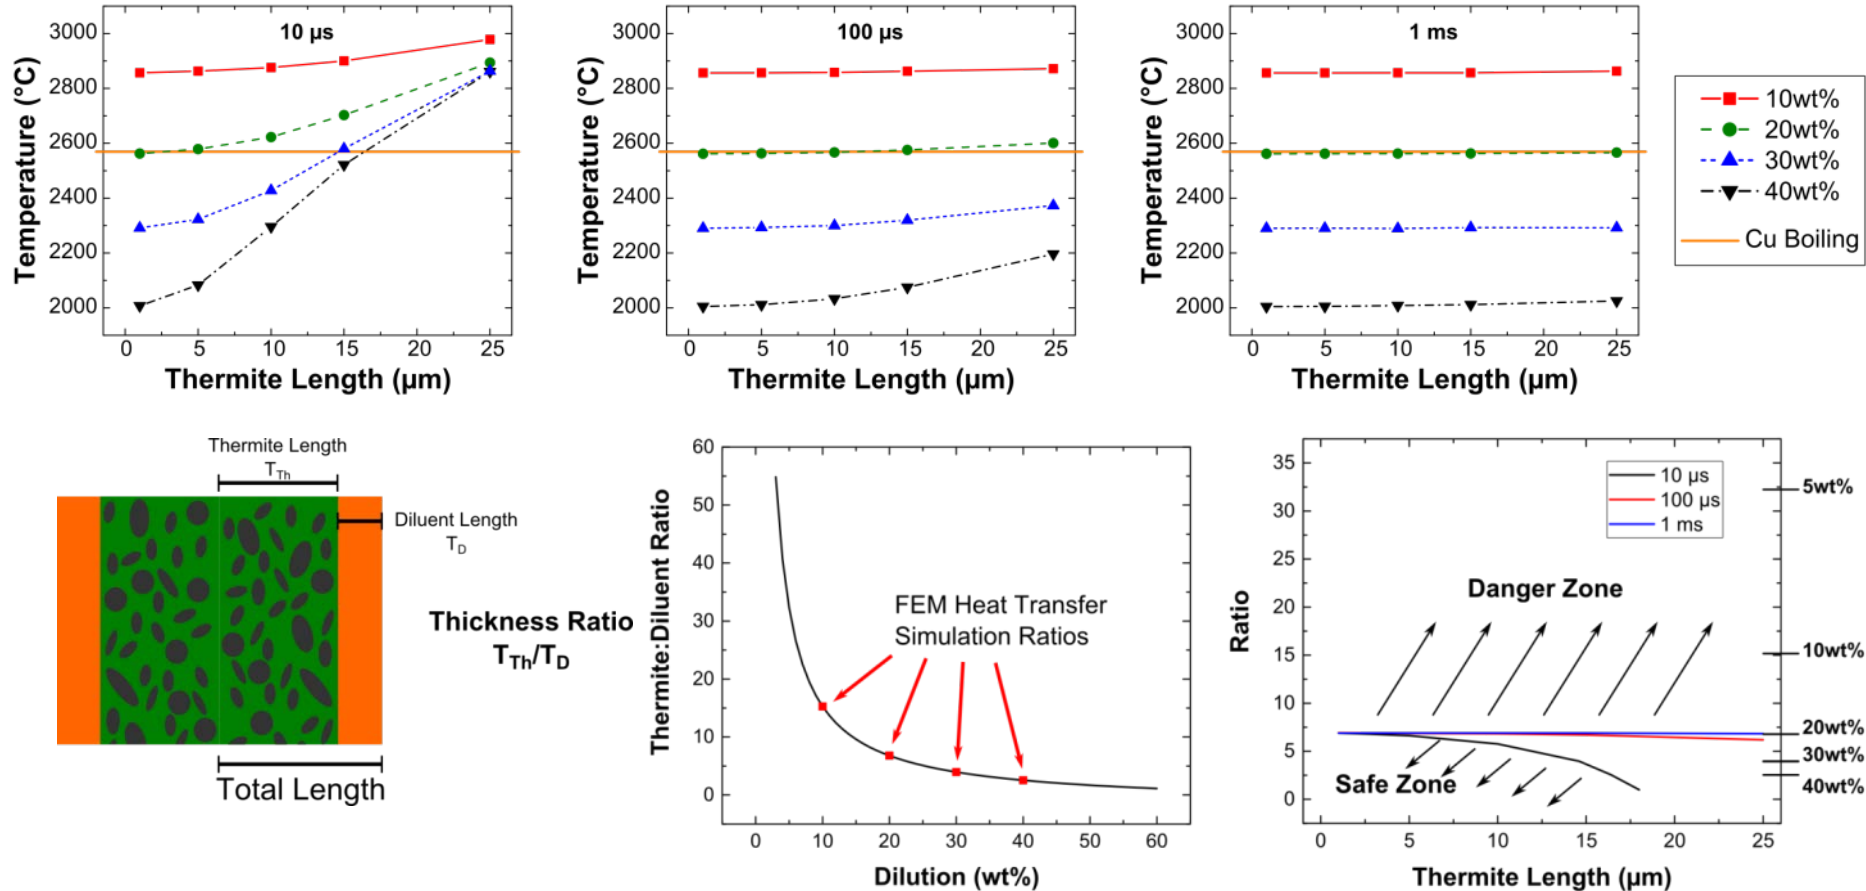 10 µs
3000
2800
2600
2400
2200
2000
Temperature (°C)
0 5 10 15 20 25
Thermite Length (µm)
100 µs
3000
2800
2600
2400
2200
2000
Temperature (°C)
0 5 10 15 20 25
Thermite Length (µm)
1 ms
3000
2800
2600
2400
2200
2000
Temperature (°C)
0 5 10 15 20 25
Thermite Length (µm)
10wt%
20wt%
30wt%
40wt%
Cu Boiling
Thermite Length
T_Th
Diluent Length
T_D
Total Length
Thickness Ratio
T_Th/T_D
60
50
40
30
20
10
0
Thermite:Diluent Ratio
FEM Heat Transfer
Simulation Ratios
0 10 20 30 40 50 60
Dilution (wt%)
35
30
25
20
15
10
5
0
Ratio
10 µs
100 µs
1 ms
Danger Zone
Safe Zone
5wt%
10wt%
20wt%
30wt%
40wt%
0 5 10 15 20 25
Thermite Length (µm)